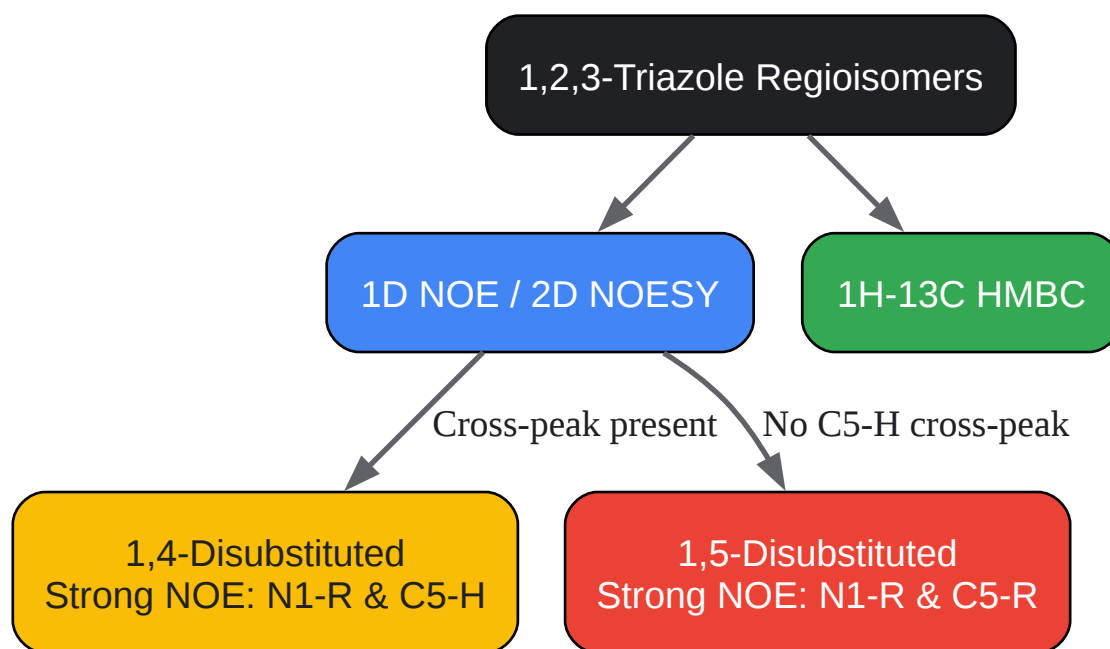 1,2,3-Triazole Regioisomers
1D NOE / 2D NOESY
1H-13C HMBC
Cross-peak present
No C5-H cross-peak
1,4-Disubstituted
Strong NOE: N1-R & C5-H
1,5-Disubstituted
Strong NOE: N1-R & C5-R